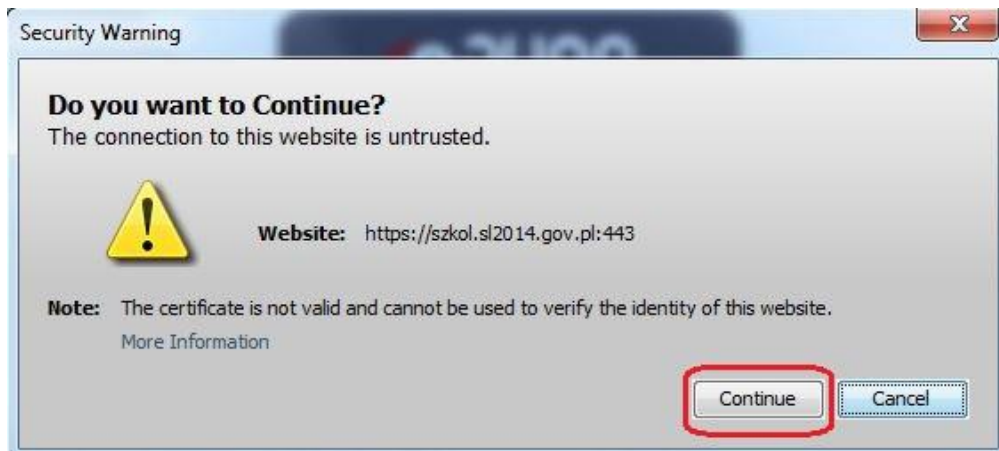 Security Warning
Do you want to Continue?
The connection to this website is untrusted.
Website: https://szkol.sl2014.gov.pl:443
Note: The certificate is not valid and cannot be used to verify the identity of this website.
More Information
Continue Cancel